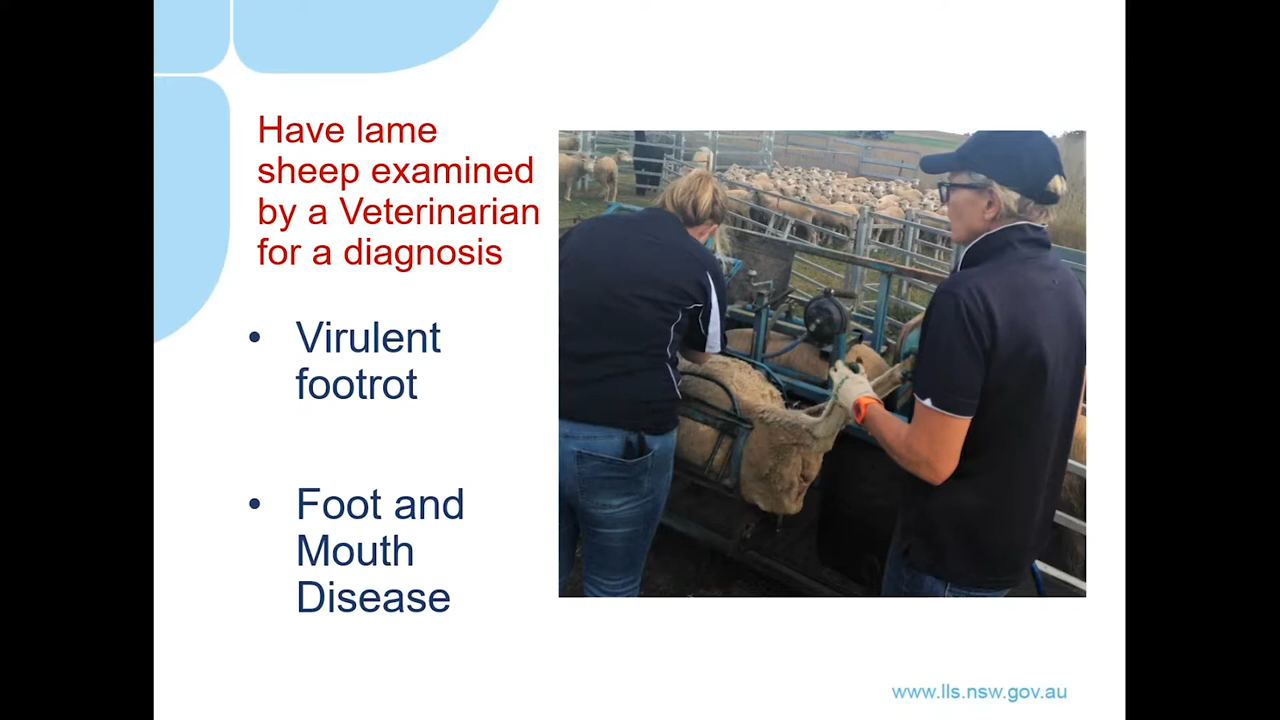 Have lame
sheep examined
by a Veterinarian
for a diagnosis
• Virulent
footrot
• Foot and
Mouth
Disease
www.lls.nsw.gov.au